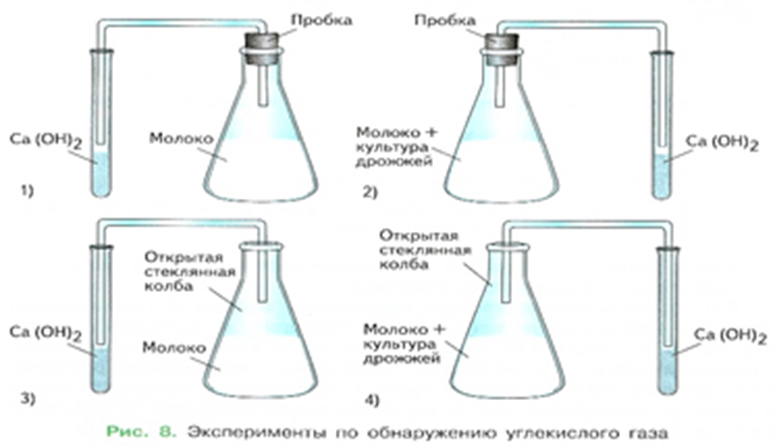 Пробка
Ca (OH)2
Молоко
1)
Пробка
Молоко +
культура
дрожжей
Ca (OH)2
2)
Открытая
стеклянная
колба
Ca (OH)2
Молоко
3)
Открытая
стеклянная
колба
Молоко +
культура
дрожжей
Ca (OH)2
4)
Рис. 8. Эксперименты по обнаружению углекислого газа